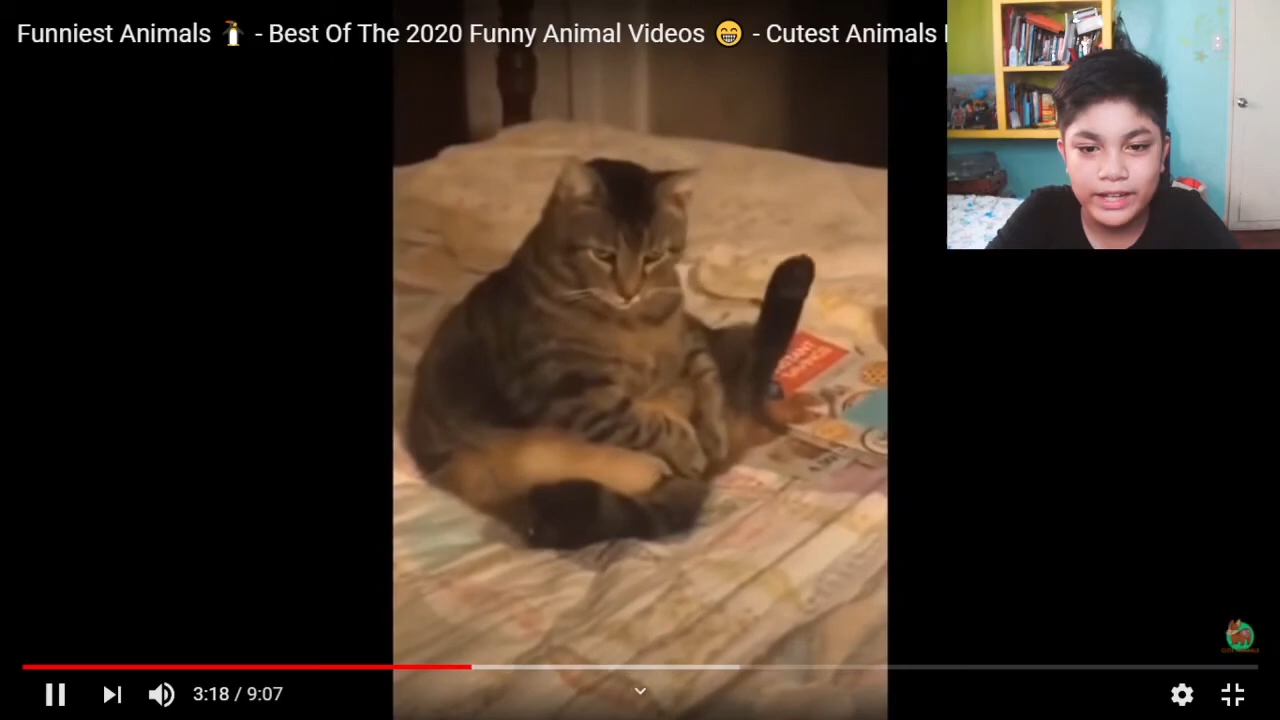 Funniest Animals 🐧 - Best Of The 2020 Funny Animal Videos 😁 - Cutest Animals
3:18 / 9:07